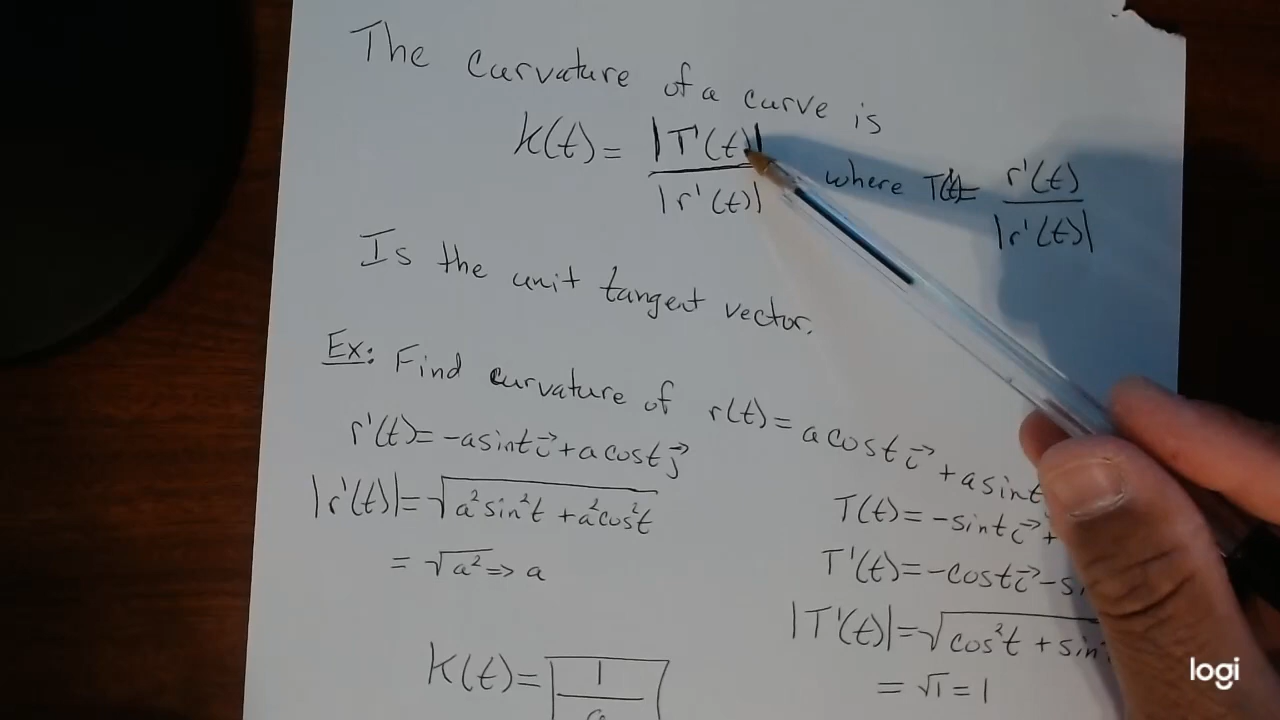 The curvature of a curve is
K(t) = |T'(t)| / |r'(t)| where T(t) = r'(t) / |r'(t)|
Is the unit tangent vector.
Ex: Find curvature of r(t) = a cos t i⃗ + a sin t
r'(t) = -a sin t i⃗ + a cos t j⃗
|r'(t)| = √(a² sin² t + a² cos² t)
= √a² => a
K(t) = 1 /
T(t) = -sin t i⃗ +
T'(t) = -cos t i⃗ -
|T'(t)| = √(cos² t + sin
= √1 = 1
logi